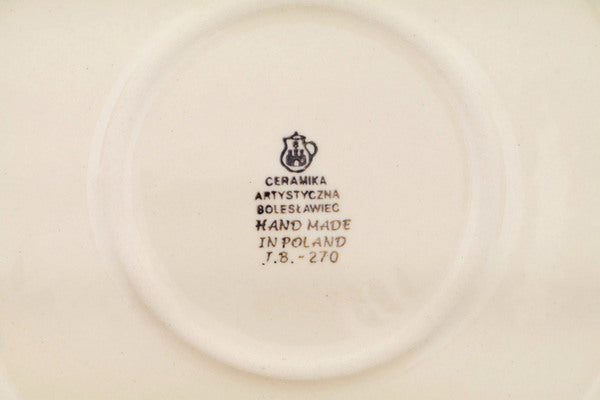 CERAMIKA
ARTYSTYCZNA
BOLESŁAWIEC
HAND MADE
IN POLAND
J.B.-270